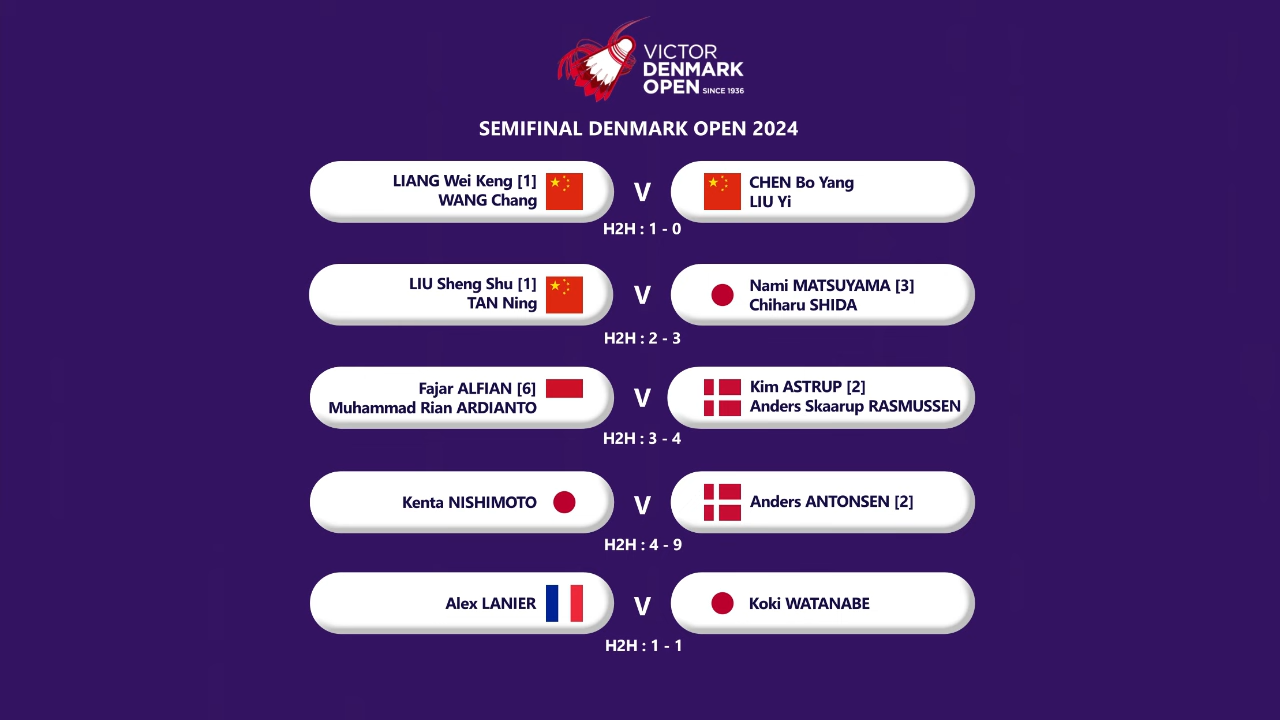 VICTOR
DENMARK
OPEN SINCE 1936
SEMIFINAL DENMARK OPEN 2024
LIANG Wei Keng [1]
WANG Chang
V
CHEN Bo Yang
LIU Yi
H2H : 1 - 0
LIU Sheng Shu [1]
TAN Ning
V
Nami MATSUYAMA [3]
Chiharu SHIDA
H2H : 2 - 3
Fajar ALFIAN [6]
Muhammad Rian ARDIANTO
V
Kim ASTRUP [2]
Anders Skaarup RASMUSSEN
H2H : 3 - 4
Kenta NISHIMOTO
V
Anders ANTONSEN [2]
H2H : 4 - 9
Alex LANIER
V
Koki WATANABE
H2H : 1 - 1